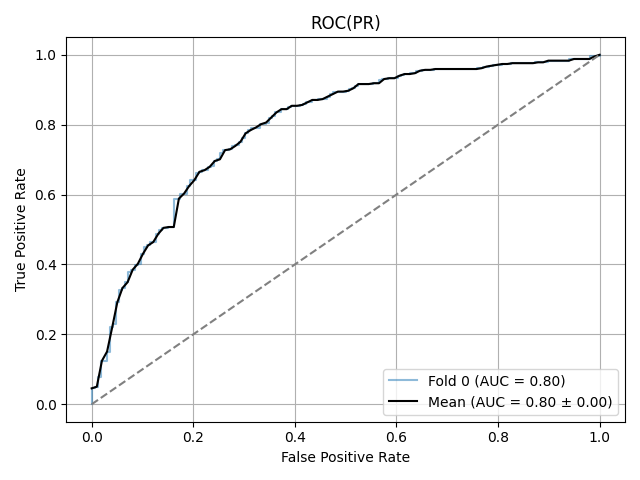 ROC(PR)
True Positive Rate
1.0
0.8
0.6
0.4
0.2
0.0
Fold 0 (AUC = 0.80)
Mean (AUC = 0.80 ± 0.00)
0.0 0.2 0.4 0.6 0.8 1.0
False Positive Rate